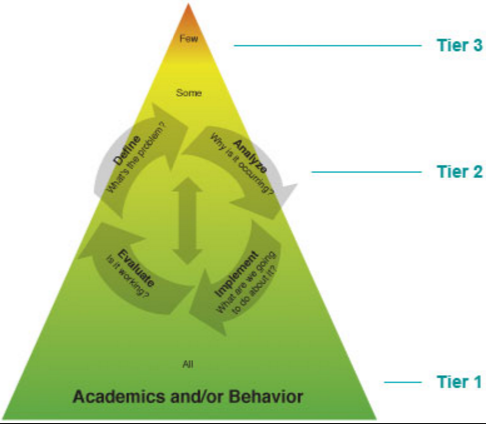 Few
Tier 3
Some
Define
What's the problem?
Analyze
Why is it occurring?
Tier 2
Implement
What are we going
to do about it?
Evaluate
Is it working?
All
Tier 1
Academics and/or Behavior